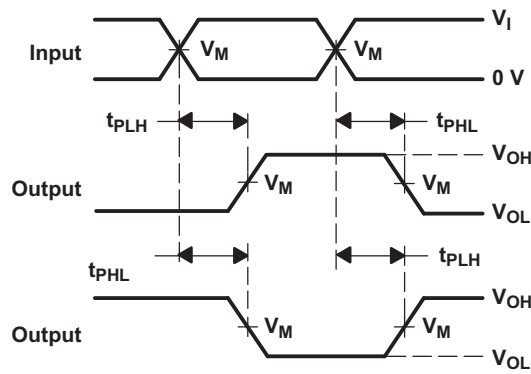 V_I
Input
V_M
V_M
0 V
t_PLH
t_PHL
V_OH
Output
V_M
V_M
V_OL
t_PHL
t_PLH
V_OH
Output
V_M
V_M
V_OL